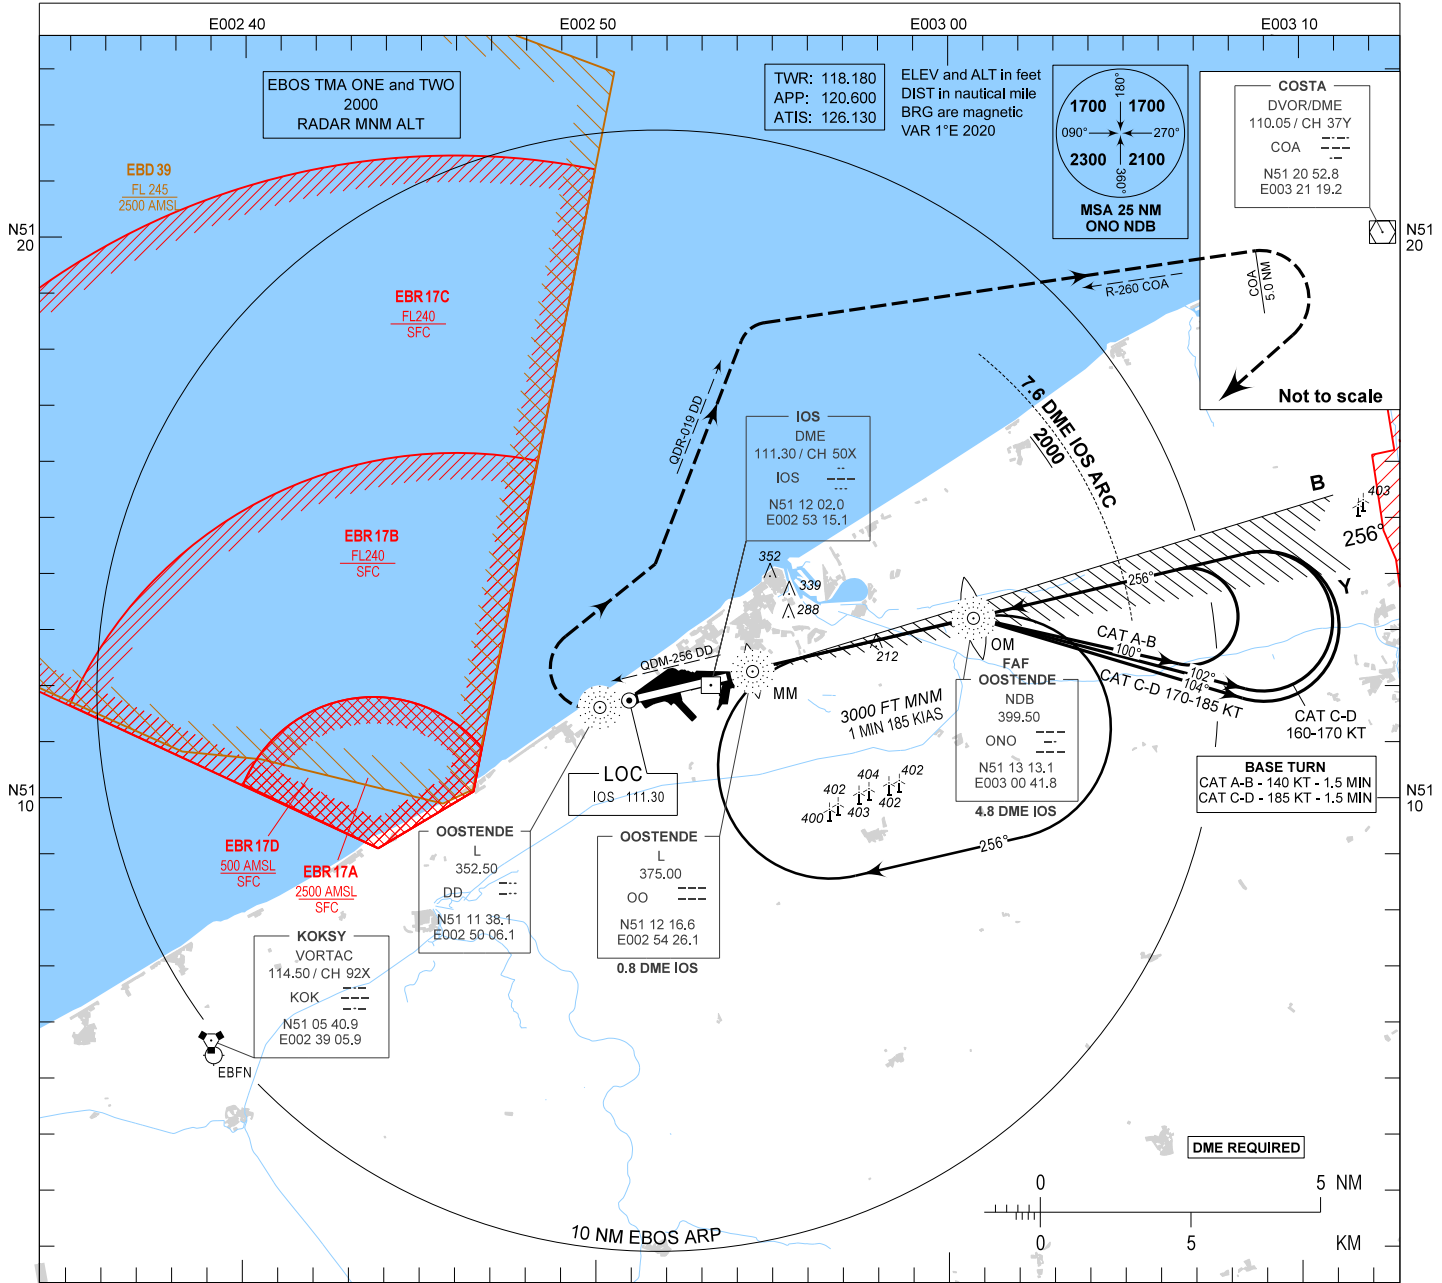 E002 40
E002 50
E003 00
E003 10
EBOS TMA ONE and TWO
2000
RADAR MNM ALT
TWR: 118.180
APP: 120.600
ATIS: 126.130
ELEV and ALT in feet
DIST in nautical mile
BRG are magnetic
VAR 1°E 2020
180°
1700
1700
090°
270°
2300
2100
360°
MSA 25 NM
ONO NDB
COSTA
DVOR/DME
110.05 / CH 37Y
COA
N51 20 52.8
E003 21 19.2
EBD 39
FL 245
2500 AMSL
N51
20
N51
20
EBR 17C
FL240
SFC
R-260 COA
COA
5.0 NM
Not to scale
7.6 DME IOS ARC
2000
QDR-019 DD
IOS
DME
111.30 / CH 50X
IOS
N51 12 02.0
E002 53 15.1
B
403
256°
EBR 17B
FL240
SFC
352
339
288
256°
Y
CAT A-B
100°
102°
104°
CAT C-D 170-185 KT
CAT C-D
160-170 KT
OM
212
QDM-256 DD
MM
FAF
OOSTENDE
NDB
399.50
ONO
N51 13 13.1
E003 00 41.8
4.8 DME IOS
3000 FT MNM
1 MIN 185 KIAS
BASE TURN
CAT A-B - 140 KT - 1.5 MIN
CAT C-D - 185 KT - 1.5 MIN
LOC
IOS 111.30
402
404
402
400
403
402
N51
10
N51
10
256°
EBR 17D
500 AMSL
SFC
EBR 17A
2500 AMSL
SFC
OOSTENDE
L
352.50
DD
N51 11 38.1
E002 50 06.1
OOSTENDE
L
375.00
OO
N51 12 16.6
E002 54 26.1
0.8 DME IOS
KOKSY
VORTAC
114.50 / CH 92X
KOK
N51 05 40.9
E002 39 05.9
EBFN
DME REQUIRED
0
5
NM
0
5
KM
10 NM EBOS ARP